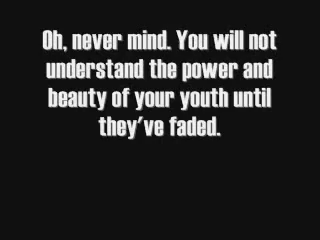 Oh, never mind. You will not
understand the power and
beauty of your youth until
they've faded.